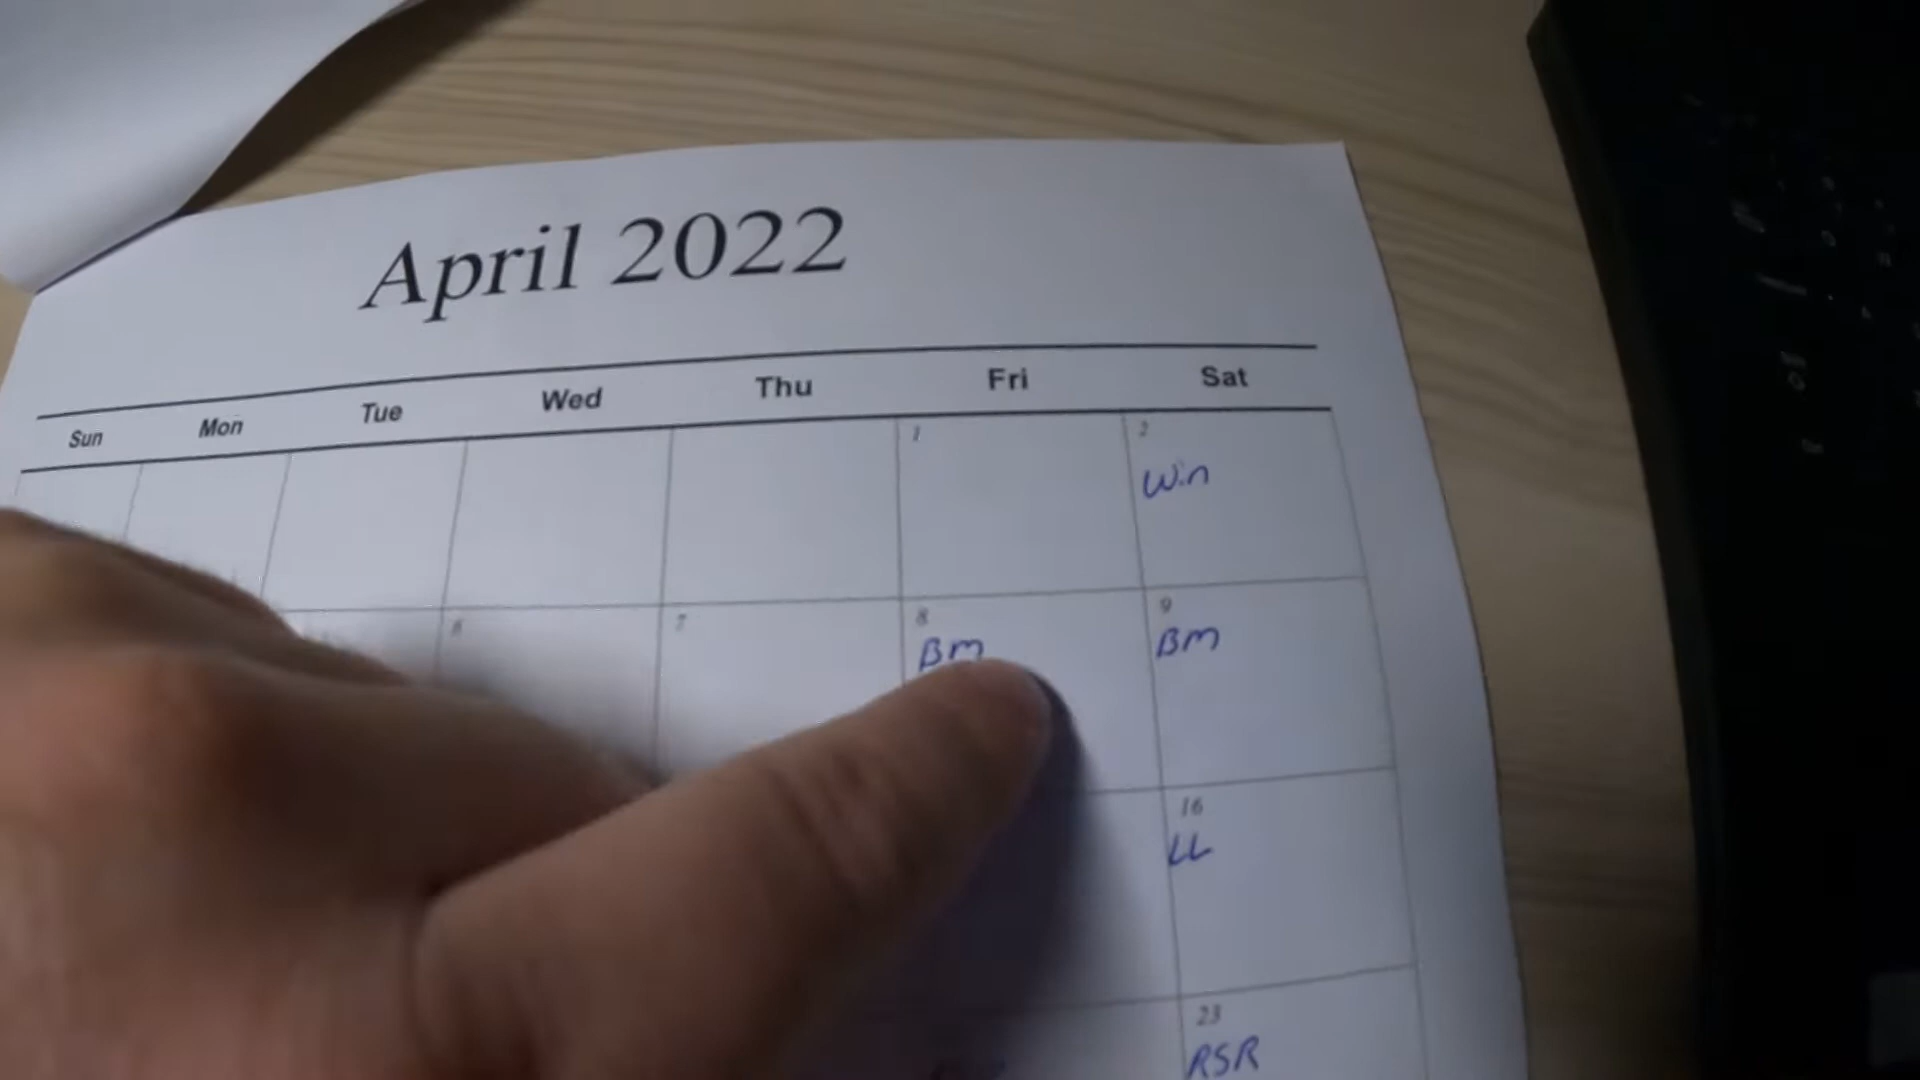 April 2022
Sun Mon Tue Wed Thu Fri Sat
1 2
Win
6 7 8 9
BM BM
16
LL
23
RSR